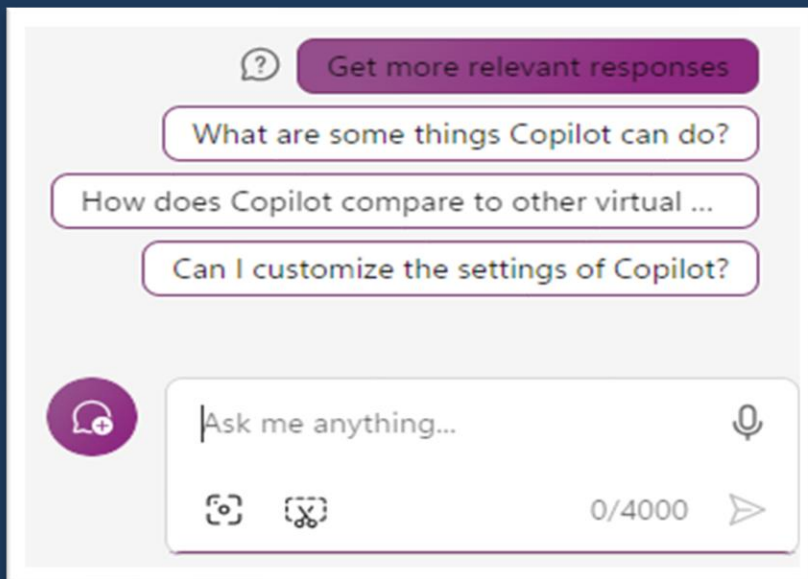 Get more relevant responses
What are some things Copilot can do?
How does Copilot compare to other virtual ...
Can I customize the settings of Copilot?
Ask me anything...
0/4000